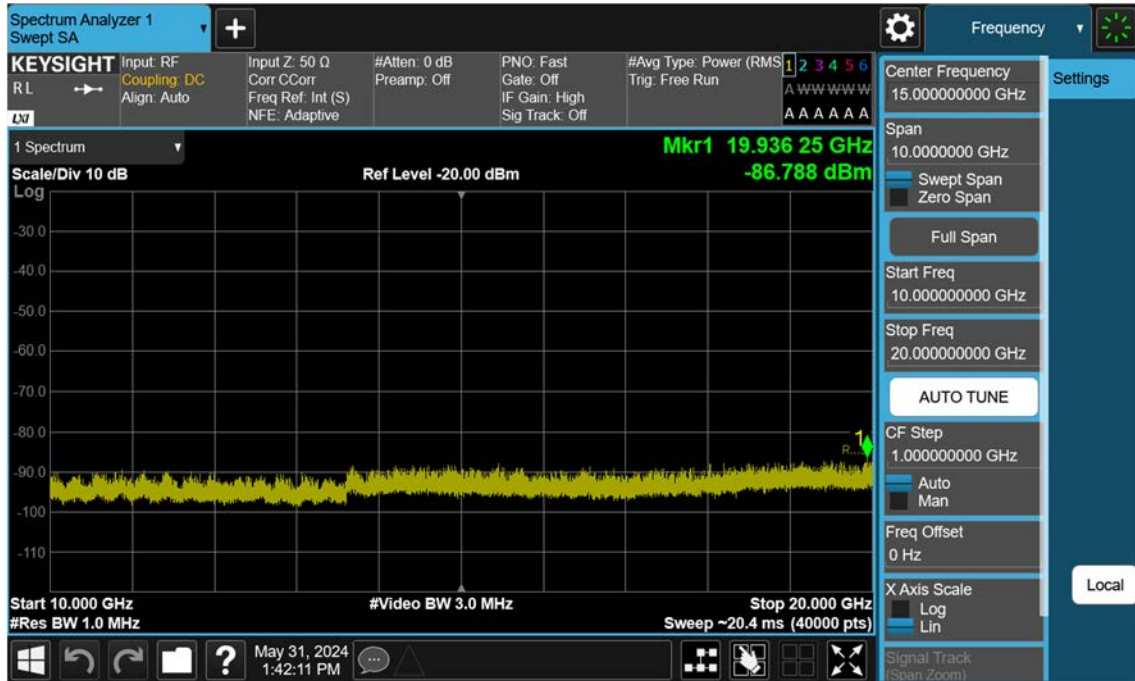 Spectrum Analyzer 1
Swept SA
+
Frequency
KEYSIGHT
R L
LXI
Input: RF
Coupling: DC
Align: Auto
Input Z: 50 Ω
Corr CCorr
Freq Ref: Int (S)
NFE: Adaptive
#Atten: 0 dB
Preamp: Off
PNO: Fast
Gate: Off
IF Gain: High
Sig Track: Off
#Avg Type: Power (RMS
Trig: Free Run
1 2 3 4 5 6
A W W W W W
A A A A A A
1 Spectrum
Mkr1 19.936 25 GHz
-86.788 dBm
Scale/Div 10 dB
Ref Level -20.00 dBm
Log
-30.0
-40.0
-50.0
-60.0
-70.0
-80.0
-90.0
-100
-110
1
R...
Start 10.000 GHz
#Video BW 3.0 MHz
Stop 20.000 GHz
#Res BW 1.0 MHz
Sweep ~20.4 ms (40000 pts)
Center Frequency
15.000000000 GHz
Span
10.0000000 GHz
Swept Span
Zero Span
Full Span
Start Freq
10.000000000 GHz
Stop Freq
20.000000000 GHz
AUTO TUNE
CF Step
1.000000000 GHz
Auto
Man
Freq Offset
0 Hz
X Axis Scale
Log
Lin
Signal Track
(Span Zoom)
Settings
Local
?
May 31, 2024
1:42:11 PM